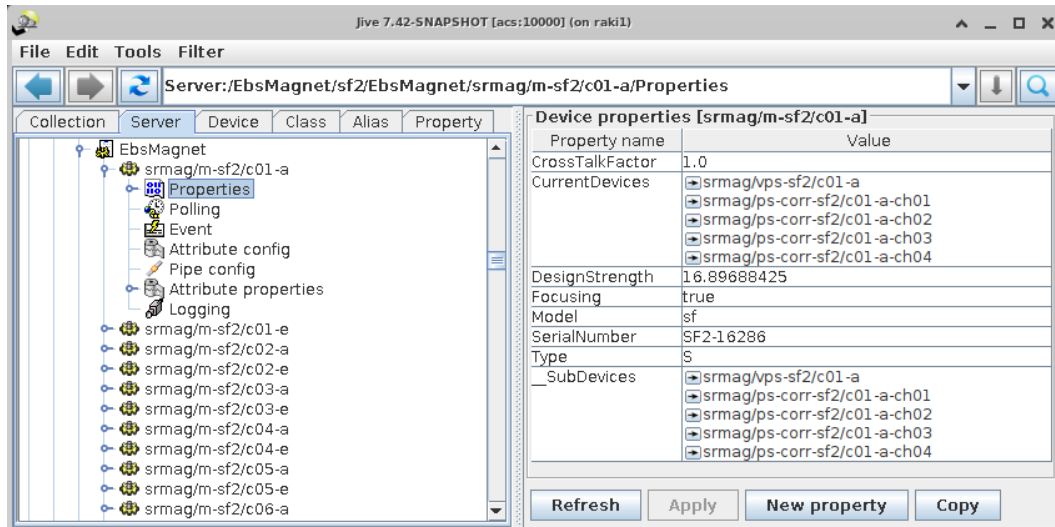 Jive 7.42-SNAPSHOT [acs:10000] (on raki1)
File Edit Tools Filter
Server:/EbsMagnet/sf2/EbsMagnet/srmag/m-sf2/c01-a/Properties
Collection Server Device Class Alias Property
EbsMagnet
srmag/m-sf2/c01-a
Properties
Polling
Event
Attribute config
Pipe config
Attribute properties
Logging
srmag/m-sf2/c01-e
srmag/m-sf2/c02-a
srmag/m-sf2/c02-e
srmag/m-sf2/c03-a
srmag/m-sf2/c03-e
srmag/m-sf2/c04-a
srmag/m-sf2/c04-e
srmag/m-sf2/c05-a
srmag/m-sf2/c05-e
srmag/m-sf2/c06-a
Device properties [srmag/m-sf2/c01-a]
Property name Value
CrossTalkFactor 1.0
CurrentDevices srmag/vps-sf2/c01-a
srmag/ps-corr-sf2/c01-a-ch01
srmag/ps-corr-sf2/c01-a-ch02
srmag/ps-corr-sf2/c01-a-ch03
srmag/ps-corr-sf2/c01-a-ch04
DesignStrength 16.89688425
Focusing true
Model sf
SerialNumber SF2-16286
Type S
__SubDevices srmag/vps-sf2/c01-a
srmag/ps-corr-sf2/c01-a-ch01
srmag/ps-corr-sf2/c01-a-ch02
srmag/ps-corr-sf2/c01-a-ch03
srmag/ps-corr-sf2/c01-a-ch04
Refresh Apply New property Copy